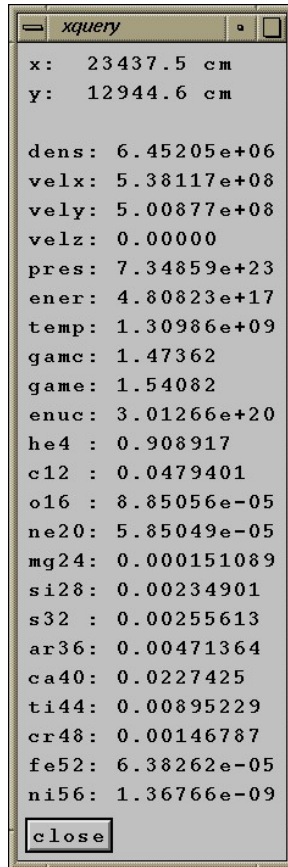 xquery
x: 23437.5 cm
y: 12944.6 cm
dens: 6.45205e+06
velx: 5.38117e+08
vely: 5.00877e+08
velz: 0.00000
pres: 7.34859e+23
ener: 4.80823e+17
temp: 1.30986e+09
gamc: 1.47362
game: 1.54082
enuc: 3.01266e+20
he4 : 0.908917
c12 : 0.0479401
o16 : 8.85056e-05
ne20: 5.85049e-05
mg24: 0.000151089
si28: 0.00234901
s32 : 0.00255613
ar36: 0.00471364
ca40: 0.0227425
ti44: 0.00895229
cr48: 0.00146787
fe52: 6.38262e-05
ni56: 1.36766e-09
close